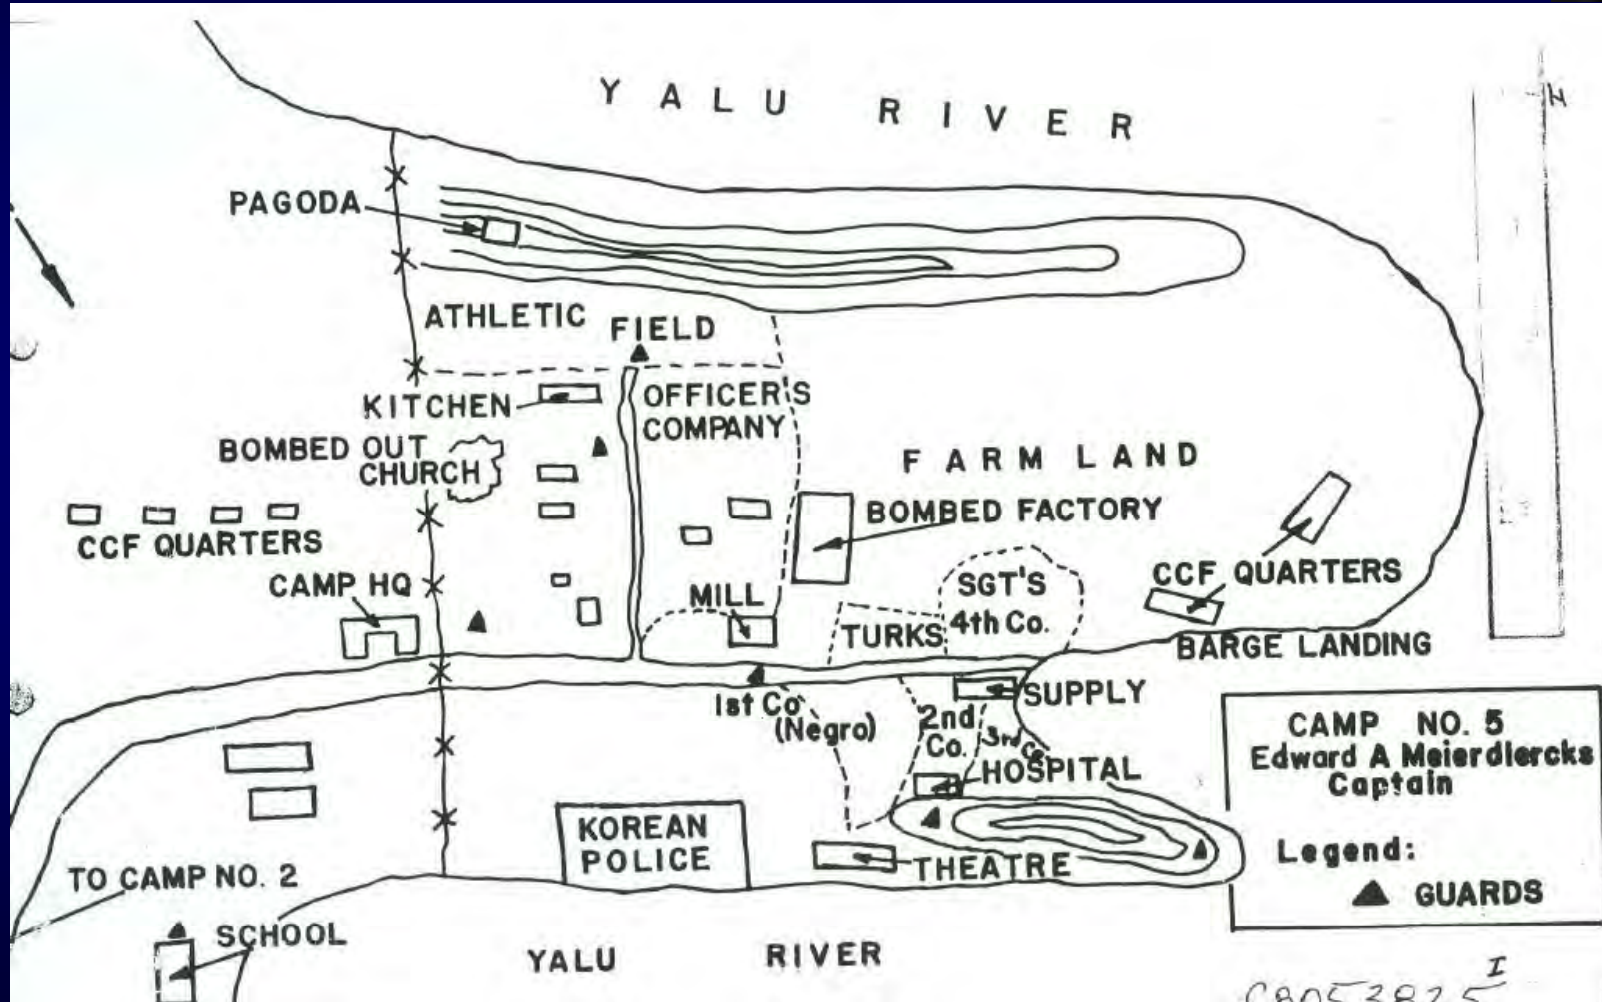 YALU RIVER
N
PAGODA
ATHLETIC FIELD
KITCHEN
OFFICER'S
COMPANY
BOMBED OUT
CHURCH
FARM LAND
BOMBED FACTORY
CCF QUARTERS
CCF QUARTERS
CAMP HQ
MILL
SGT'S
4th Co.
TURKS
BARGE LANDING
SUPPLY
1st Co
(Negro)
2nd
Co.
3rd Co.
HOSPITAL
KOREAN
POLICE
THEATRE
TO CAMP NO. 2
SCHOOL
YALU RIVER
CAMP NO. 5
Edward A Meierdiercks
Captain
Legend:
GUARDS